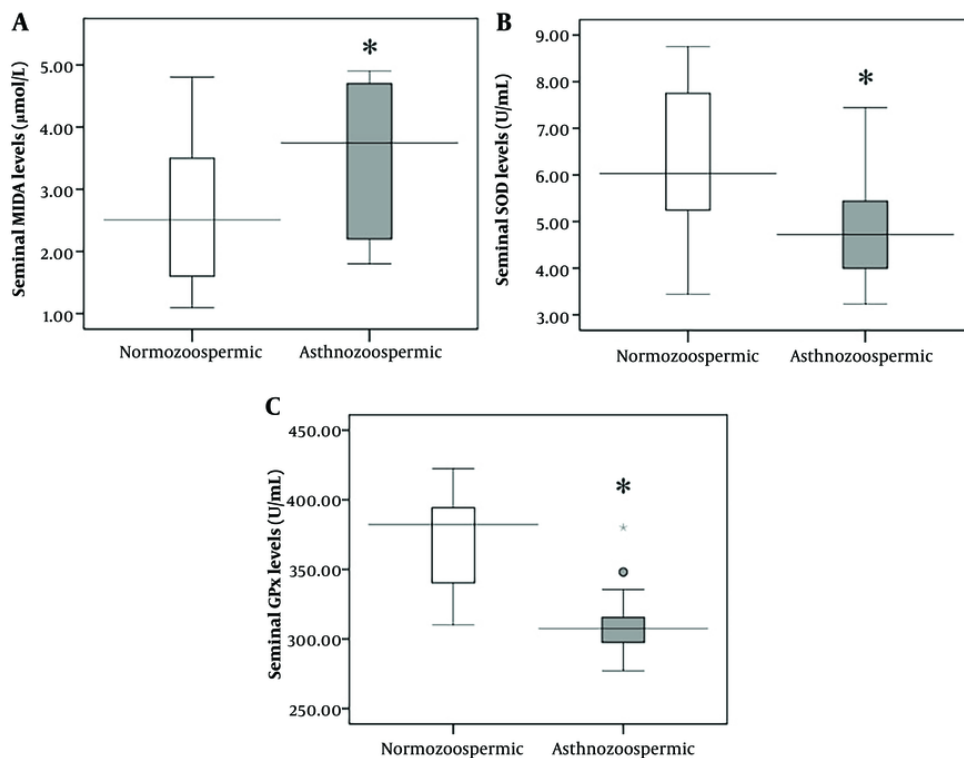 A
Seminal MIDA levels (µmol/L)
5.00
4.00
3.00
2.00
1.00
*
Normozoospermic
Asthnozoospermic
B
Seminal SOD levels (U/mL)
9.00
8.00
7.00
6.00
5.00
4.00
3.00
*
Normozoospermic
Asthnozoospermic
C
Seminal GPx levels (U/mL)
450.00
400.00
350.00
300.00
250.00
*
Normozoospermic
Asthnozoospermic